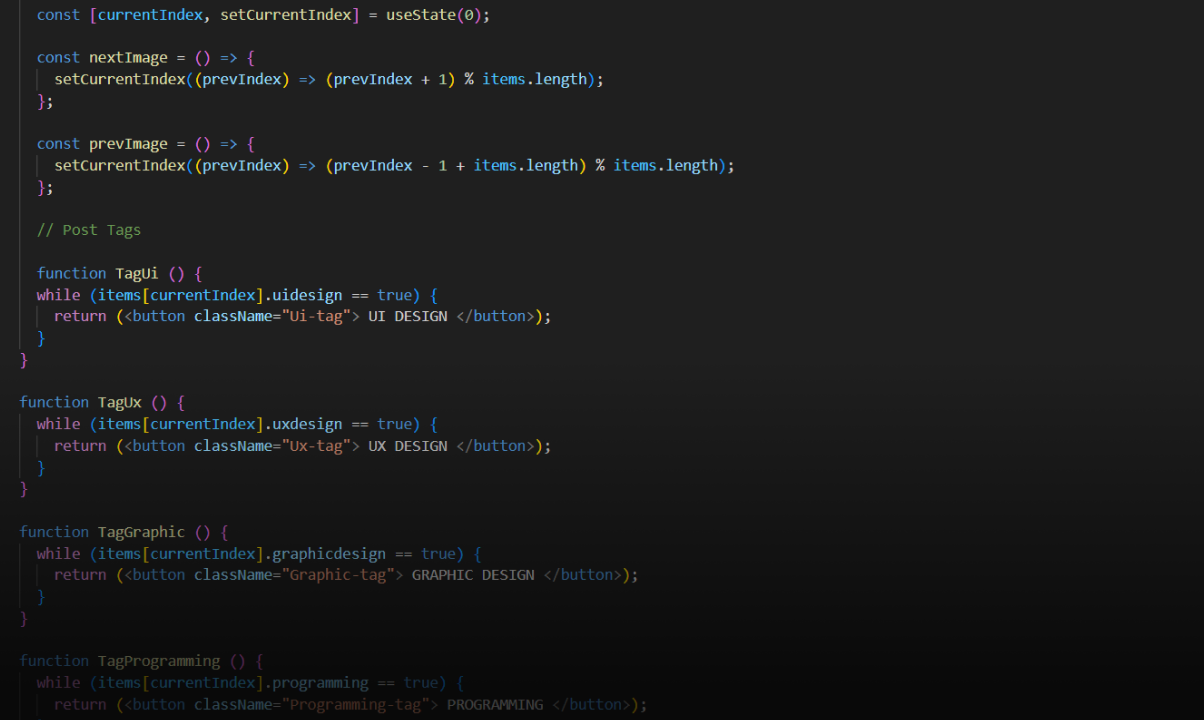 const [currentIndex, setCurrentIndex] = useState(0);
const nextImage = () => {
setCurrentIndex((prevIndex) => (prevIndex + 1) % items.length);
};
const prevImage = () => {
setCurrentIndex((prevIndex) => (prevIndex - 1 + items.length) % items.length);
};
// Post Tags
function TagUi () {
while (items[currentIndex].uidesign == true) {
return (<button className="Ui-tag"> UI DESIGN </button>);
}
}
function TagUx () {
while (items[currentIndex].uxdesign == true) {
return (<button className="Ux-tag"> UX DESIGN </button>);
}
}
function TagGraphic () {
while (items[currentIndex].graphicdesign == true) {
return (<button className="Graphic-tag"> GRAPHIC DESIGN </button>);
}
}
function TagProgramming () {
while (items[currentIndex].programming == true) {
return (<button className="Programming-tag"> PROGRAMMING </button>);